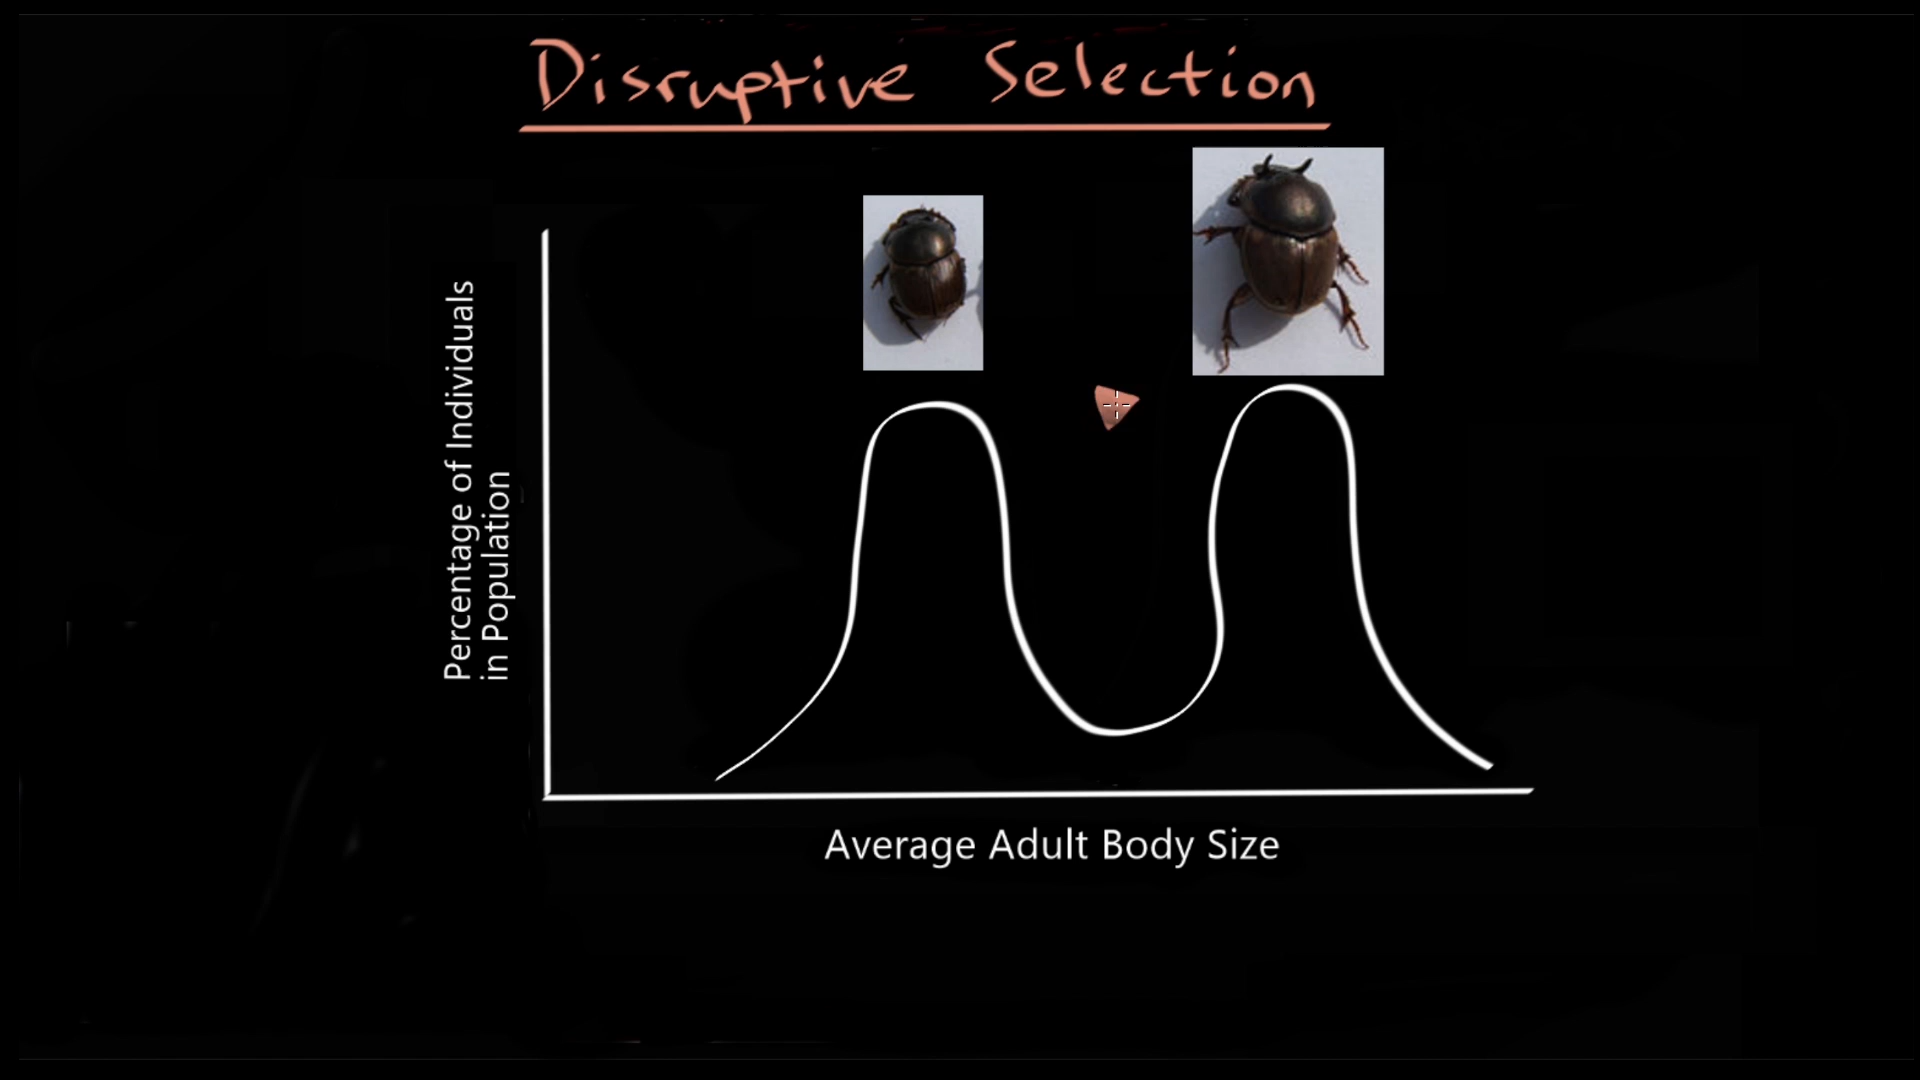 Disruptive Selection
Percentage of Individuals
in Population
Average Adult Body Size